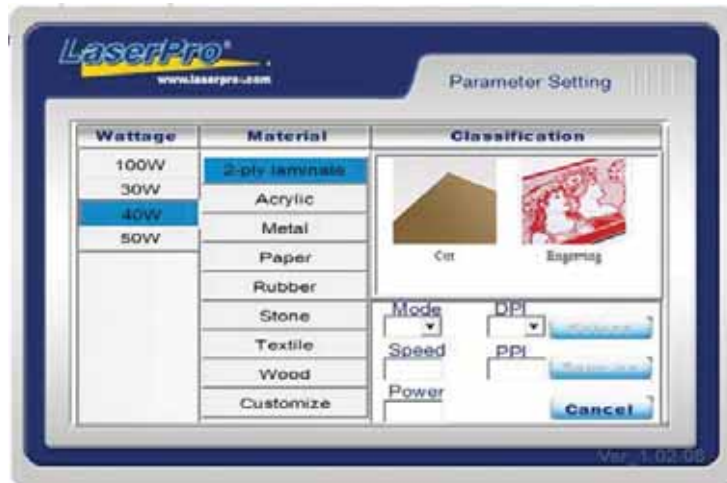 LaserPro
www.laserpro.com
Parameter Setting
Wattage
Material
Classification
100W
30W
40W
50W
2-ply laminate
Acrylic
Metal
Paper
Rubber
Stone
Textile
Wood
Customize
Cut
Engraving
Mode
DPI
Speed
PPI
Power
Cancel
Ver_1.02.06